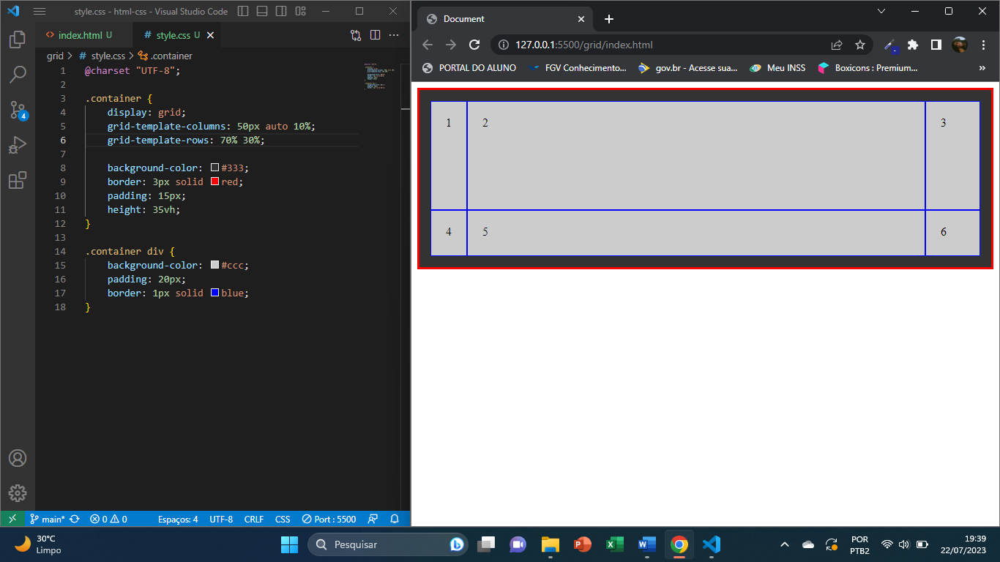 style.css - html-css - Visual Studio Code
index.html U
# style.css U
grid > # style.css > .container
1 @charset "UTF-8";
2
3 .container {
4 display: grid;
5 grid-template-columns: 50px auto 10%;
6 grid-template-rows: 70% 30%;
7
8 background-color: #333;
9 border: 3px solid red;
10 padding: 15px;
11 height: 35vh;
12 }
13
14 .container div {
15 background-color: #ccc;
16 padding: 20px;
17 border: 1px solid blue;
18 }
4
main* 0 0 Espaços: 4 UTF-8 CRLF CSS Port : 5500
Document
127.0.0.1:5500/grid/index.html
PORTAL DO ALUNO FGV Conhecimento... gov.br - Acesse sua... Meu INSS Boxicons : Premium... »
1 2 3
4 5 6
30°C
Limpo
Pesquisar
POR
PTB2
19:39
22/07/2023